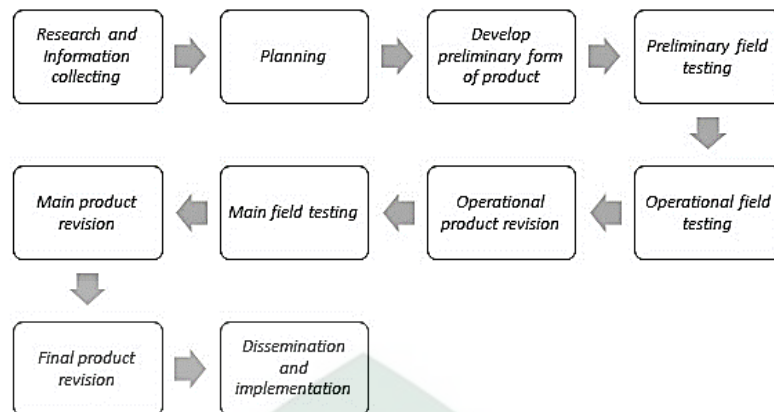 Research and
Information
collecting
Planning
Develop
preliminary form
of product
Preliminary field
testing
Operational field
testing
Operational
product revision
Main field testing
Main product
revision
Final product
revision
Dissemination
and
implementation